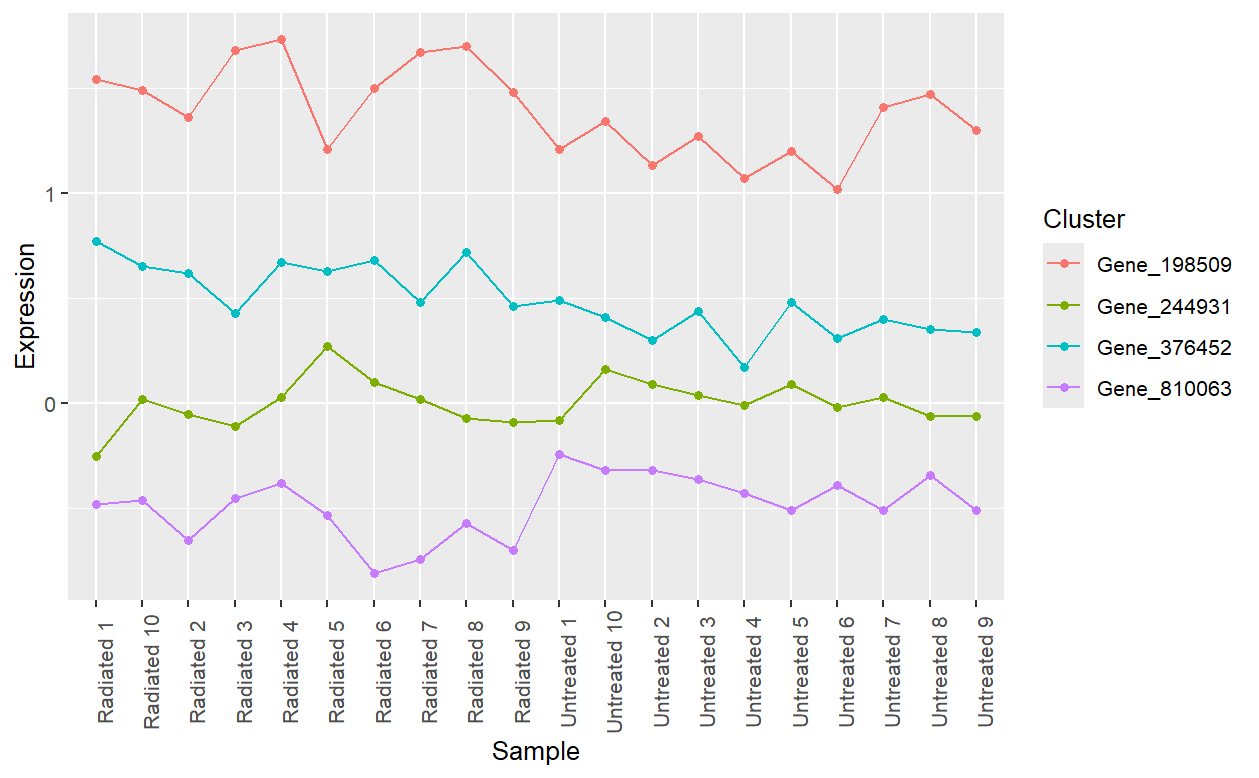 Expression
1
0
Radiated 1
Radiated 10
Radiated 2
Radiated 3
Radiated 4
Radiated 5
Radiated 6
Radiated 7
Radiated 8
Radiated 9
Untreated 1
Untreated 10
Untreated 2
Untreated 3
Untreated 4
Untreated 5
Untreated 6
Untreated 7
Untreated 8
Untreated 9
Sample
Cluster
Gene_198509
Gene_244931
Gene_376452
Gene_810063